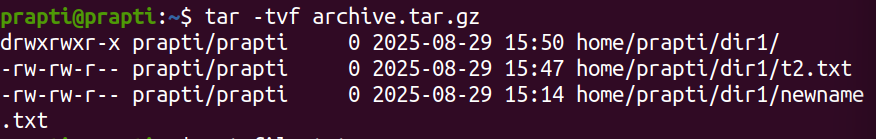 prapti@prapti:~$ tar -tvf archive.tar.gz
drwxrwxr-x prapti/prapti     0 2025-08-29 15:50 home/prapti/dir1/
-rw-rw-r-- prapti/prapti     0 2025-08-29 15:47 home/prapti/dir1/t2.txt
-rw-rw-r-- prapti/prapti     0 2025-08-29 15:14 home/prapti/dir1/newname
.txt